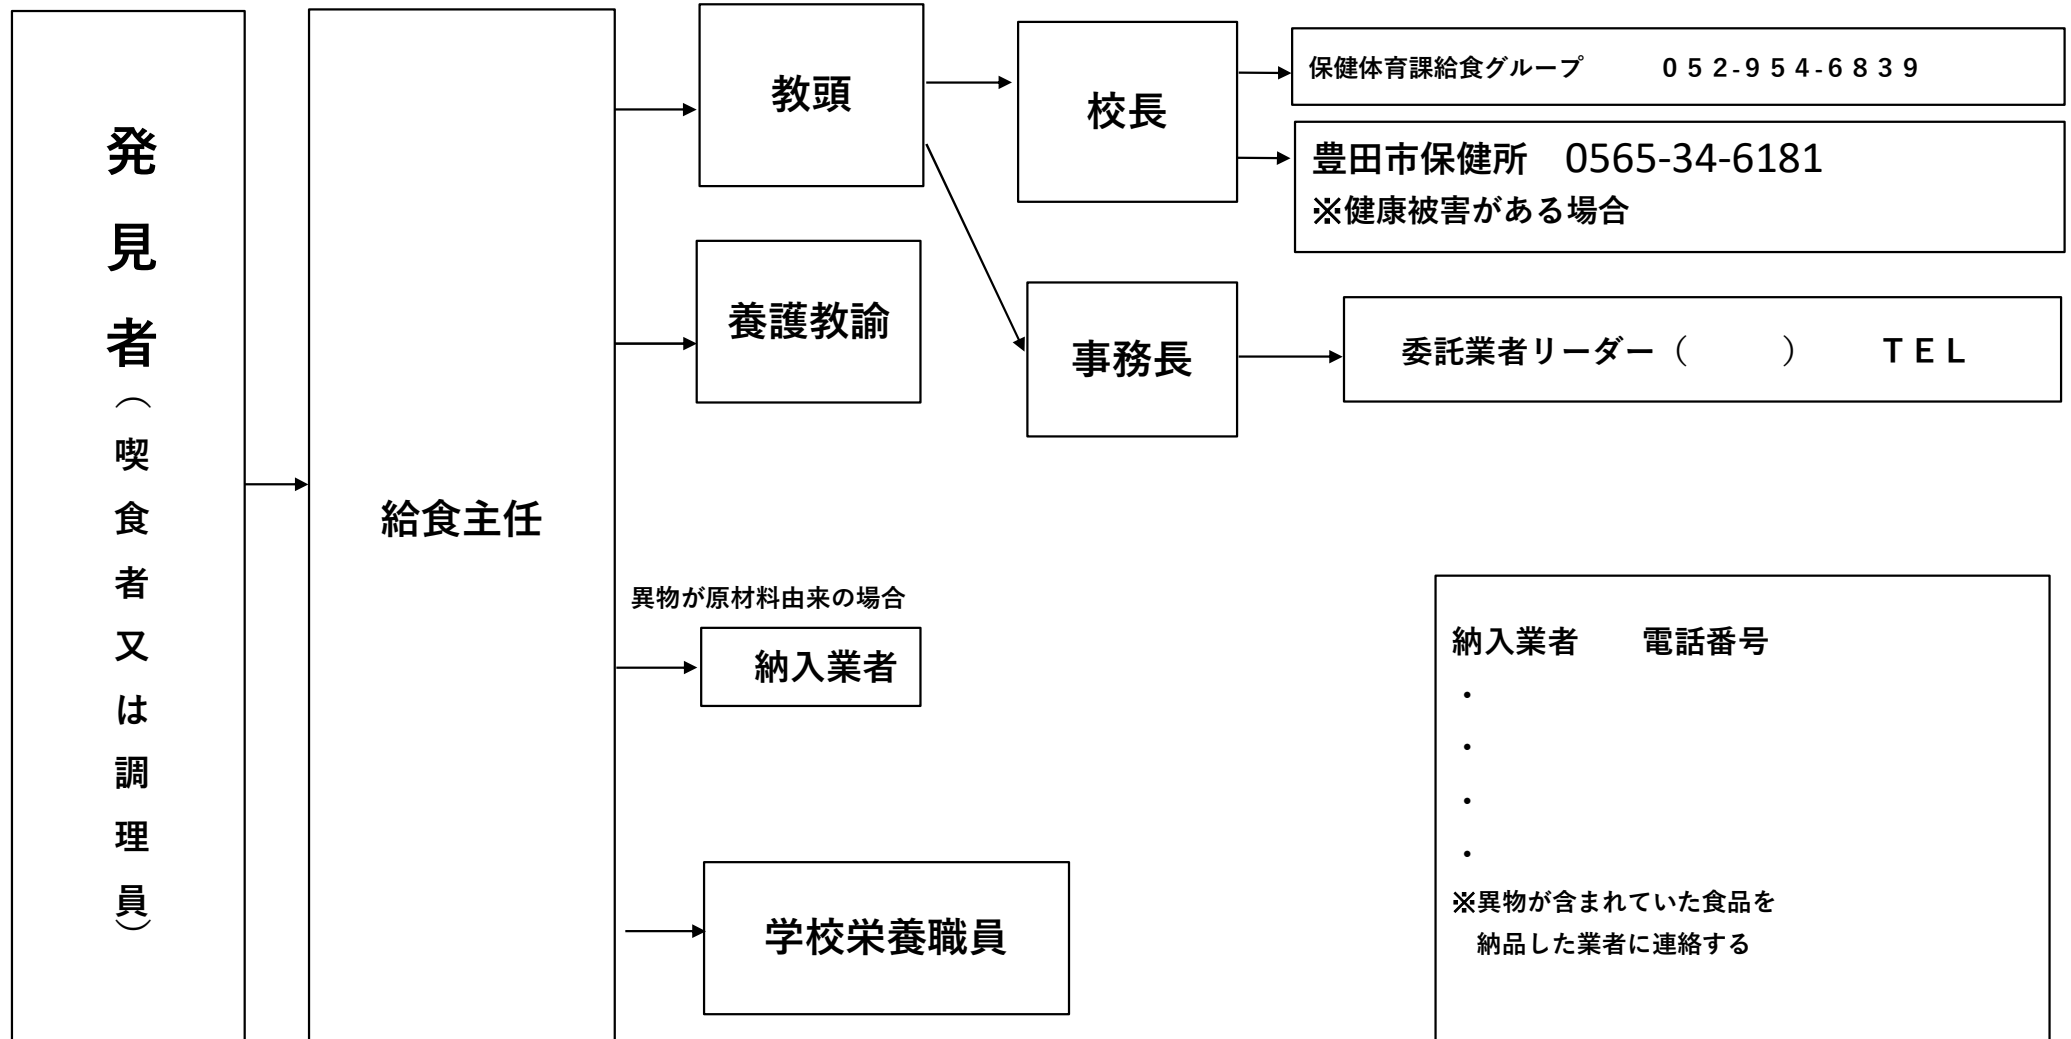 発見者（喫食者又は調理員）
給食主任
教頭
校長
保健体育課給食グループ　　　０５２-９５４-６８３９
豊田市保健所　0565-34-6181
※健康被害がある場合
養護教諭
事務長
委託業者リーダー（　　　）　　ＴＥＬ
異物が原材料由来の場合
納入業者
学校栄養職員
納入業者　　電話番号
・
・
・
・
※異物が含まれていた食品を
納品した業者に連絡する